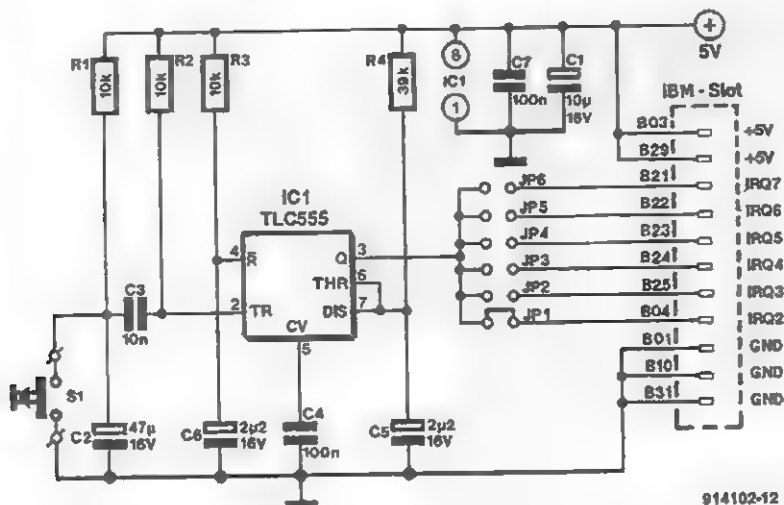 R1
10k
R2
10k
R3
10k
R4
39k
8
IC1
1
C7
100n
C1
10µ
16V
+
5V
IBM - Slot
B03 +5V
B29 +5V
JP6 B21 IRQ7
JP5 B22 IRQ6
JP4 B23 IRQ5
JP3 B24 IRQ4
JP2 B25 IRQ3
JP1 B04 IRQ2
B01 GND
B10 GND
B31 GND
IC1
TLC555
4 R
Q 3
THR 6
2 TR
DIS 7
CV
5
C3
10n
S1
C2
47µ
16V
C6
2µ2
16V
C4
100n
C5
2µ2
16V
914102-12